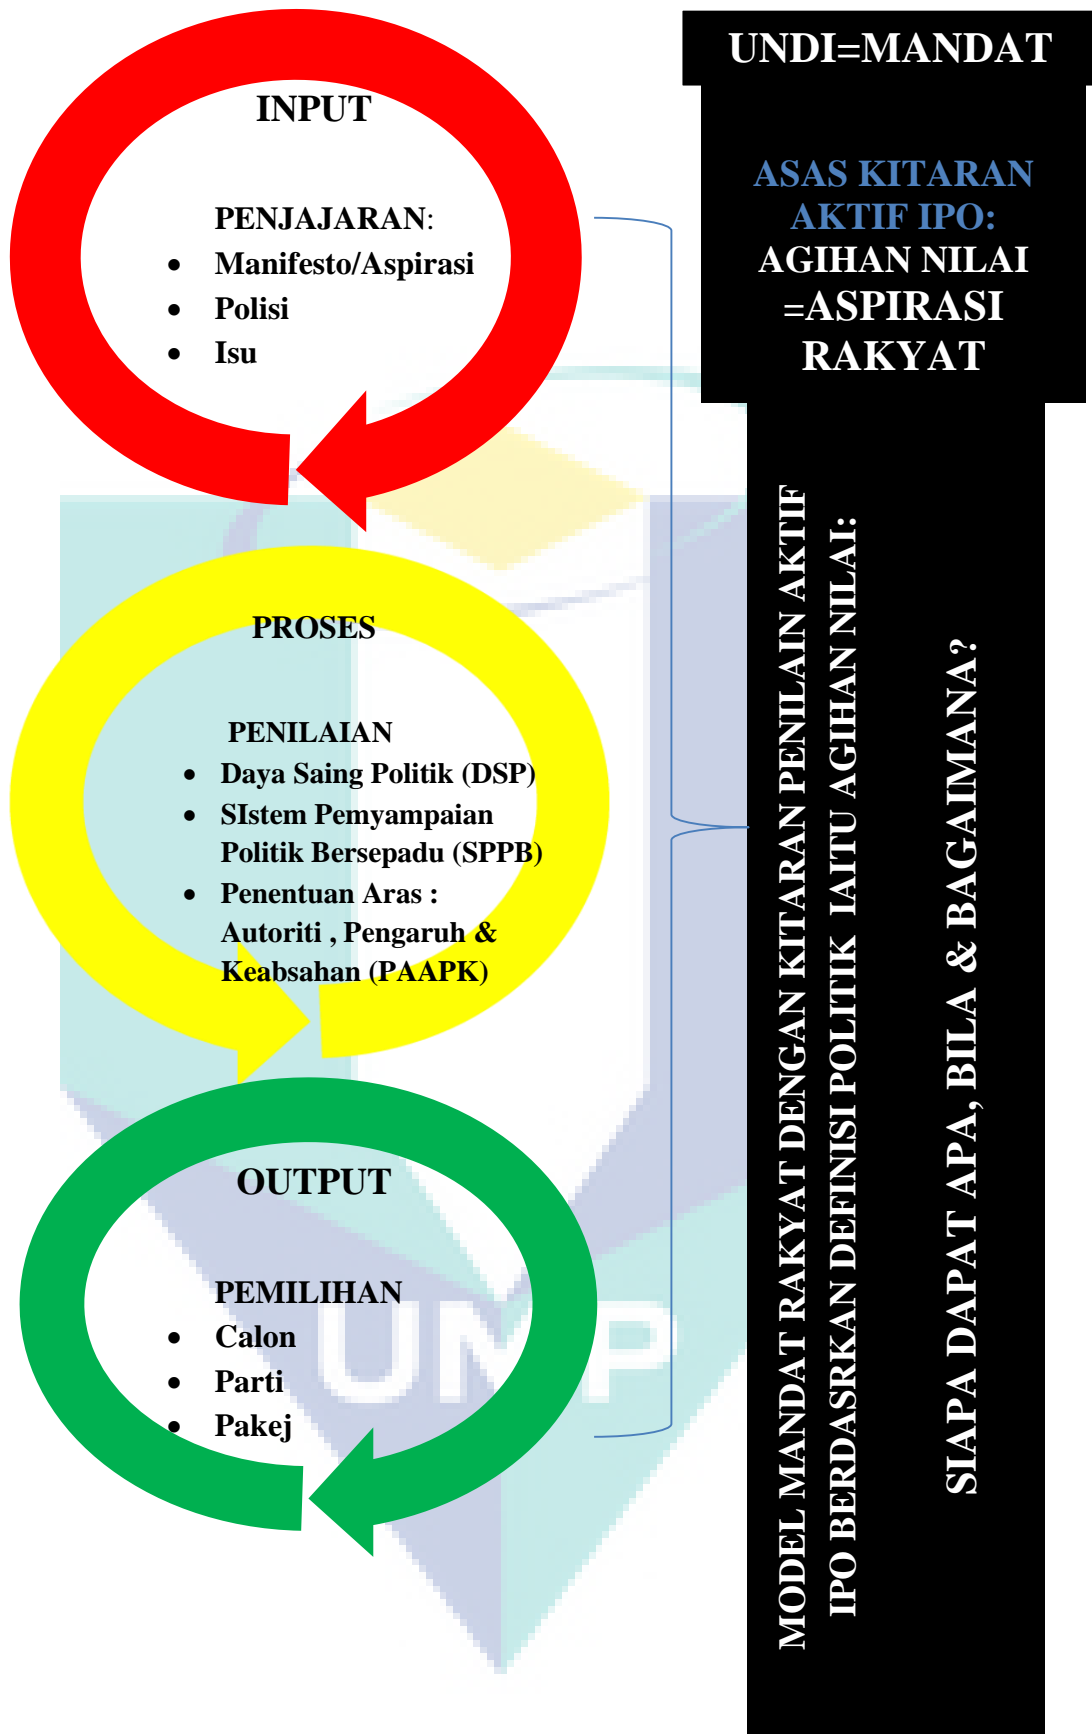 INPUT
PENJAJARAN:
• Manifesto/Aspirasi
• Polisi
• Isu
PROSES
PENILAIAN
• Daya Saing Politik (DSP)
• SIstem Pemyampaian
Politik Bersepadu (SPPB)
• Penentuan Aras :
Autoriti , Pengaruh &
Keabsahan (PAAPK)
OUTPUT
PEMILIHAN
• Calon
• Parti
• Pakej
UNDI=MANDAT
ASAS KITARAN
AKTIF IPO:
AGIHAN NILAI
=ASPIRASI
RAKYAT
MODEL MANDAT RAKYAT DENGAN KITARAN PENILAIN AKTIF
IPO BERDASRKAN DEFINISI POLITIK IAITU AGIHAN NILAI:
SIAPA DAPAT APA, BILA & BAGAIMANA?
UMP